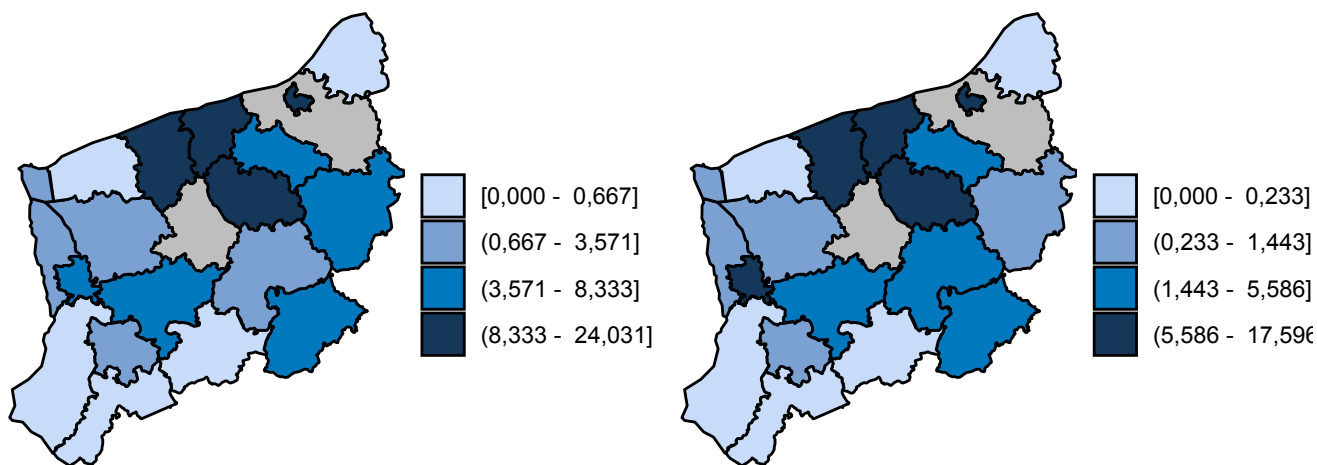 [0,000 - 0,667]
(0,667 - 3,571]
(3,571 - 8,333]
(8,333 - 24,031]
[0,000 - 0,233]
(0,233 - 1,443]
(1,443 - 5,586]
(5,586 - 17,596